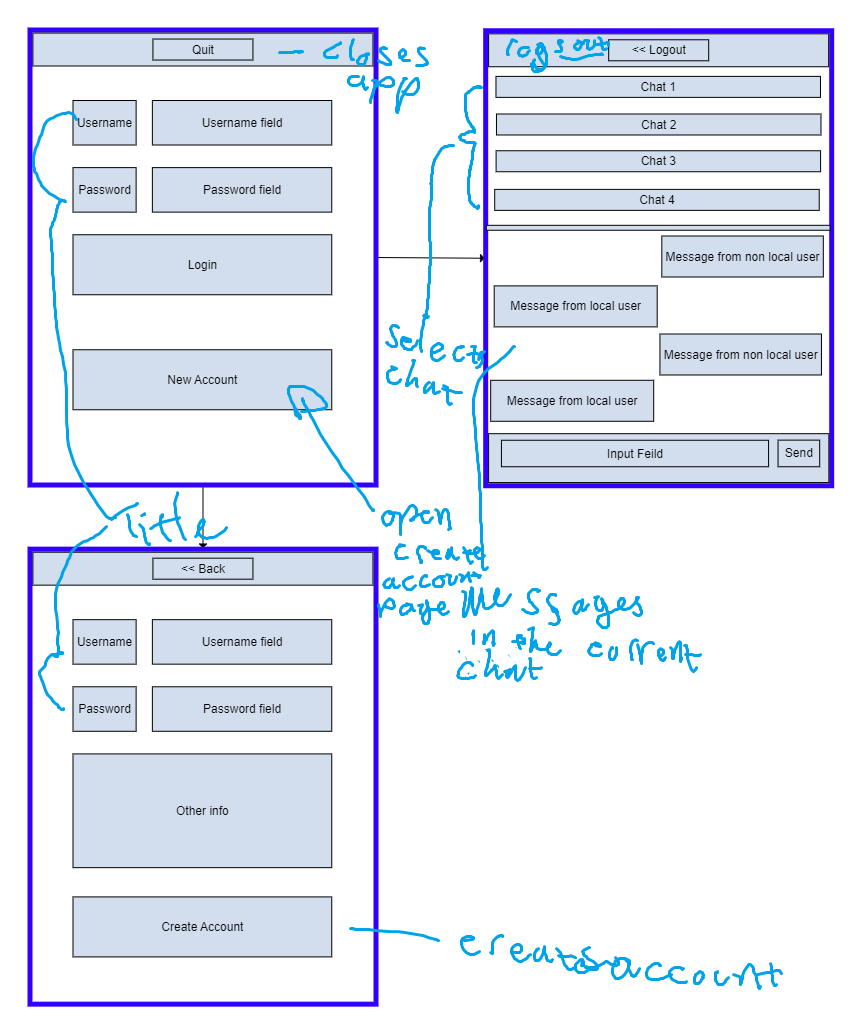 Quit
- closes
app
Username
Username field
Password
Password field
Login
New Account
open
create
account
page
Title
logs out
<< Logout
Chat 1
Chat 2
Chat 3
Chat 4
selects
chat
Message from non local user
Message from local user
Message from non local user
Message from local user
Input Feild
Send
Messages
in the current
chat
<< Back
Username
Username field
Password
Password field
Other info
Create Account
creates account